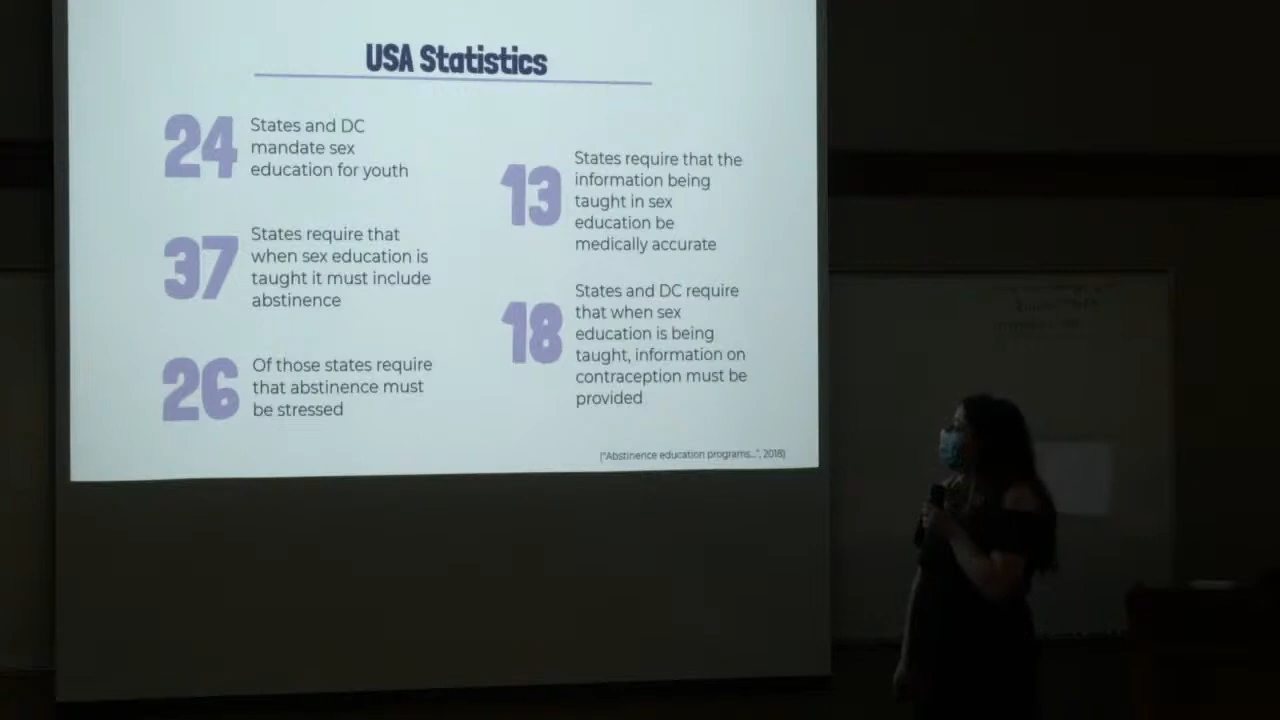 USA Statistics
24
States and DC
mandate sex
education for youth
37
States require that
when sex education is
taught it must include
abstinence
26
Of those states require
that abstinence must
be stressed
13
States require that the
information being
taught in sex
education be
medically accurate
18
States and DC require
that when sex
education is being
taught, information on
contraception must be
provided
("Abstinence education programs...", 2018)